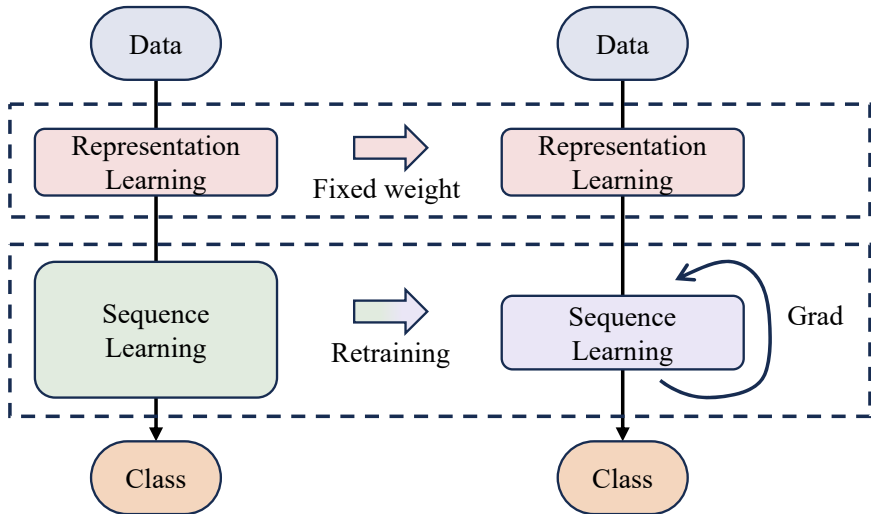 Data
Data
Representation
Learning
Fixed weight
Representation
Learning
Sequence
Learning
Retraining
Sequence
Learning
Grad
Class
Class